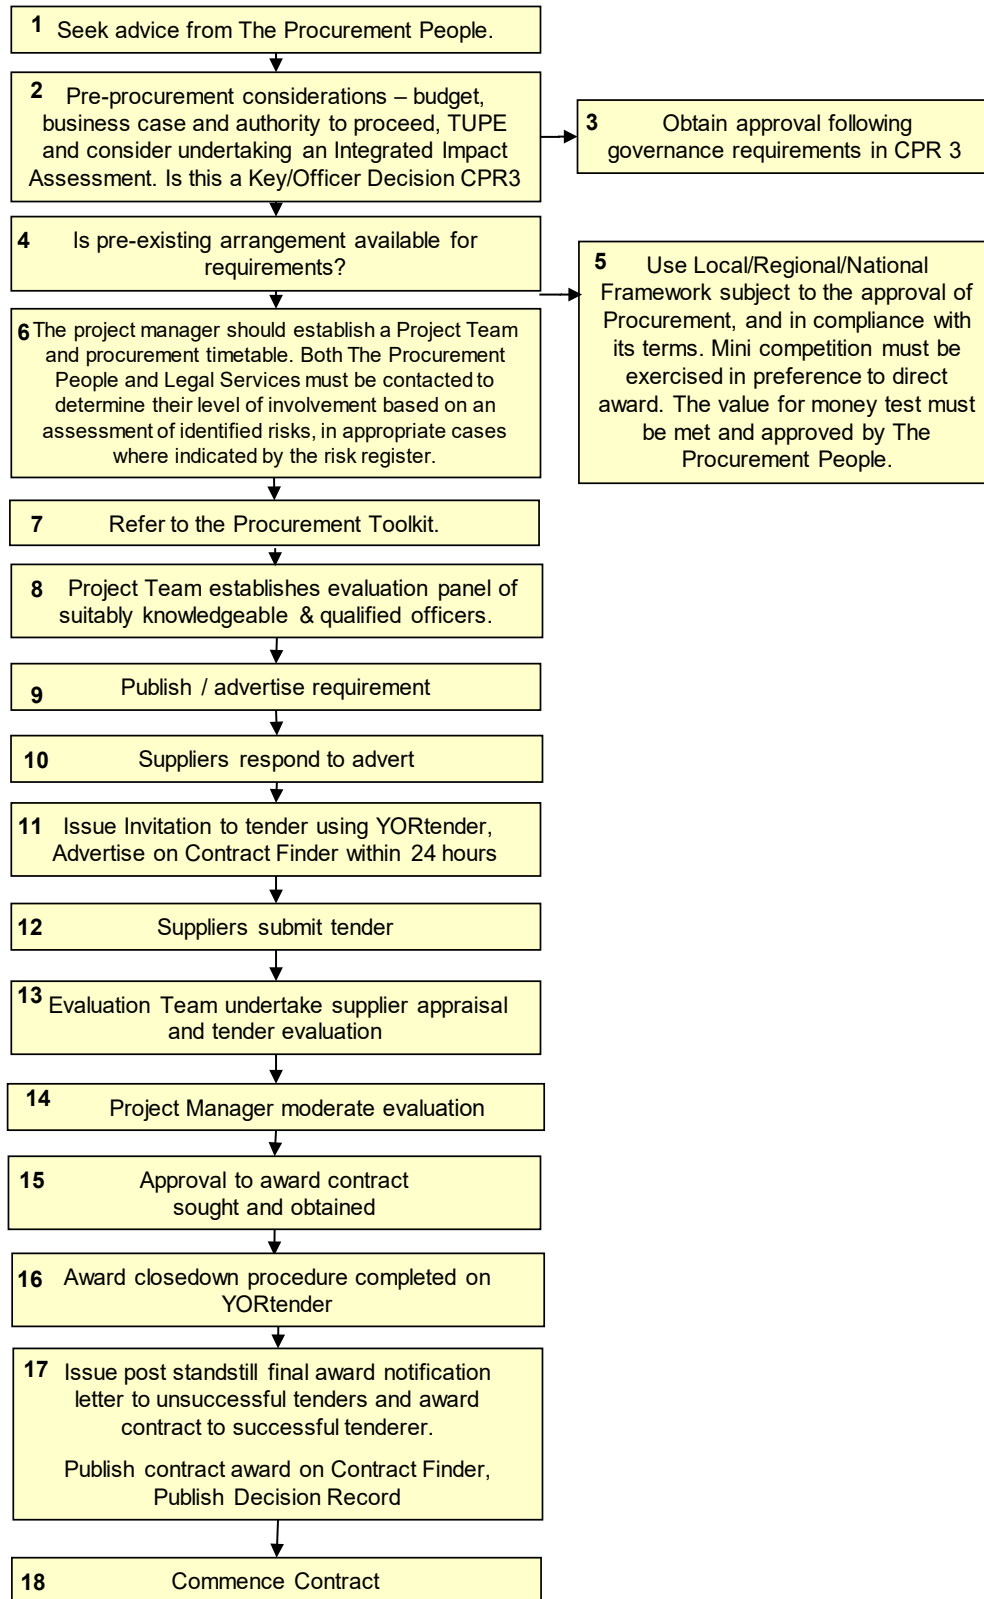 1 Seek advice from The Procurement People.
2 Pre-procurement considerations – budget,
business case and authority to proceed, TUPE
and consider undertaking an Integrated Impact
Assessment. Is this a Key/Officer Decision CPR3
3 Obtain approval following
governance requirements in CPR 3
4 Is pre-existing arrangement available for
requirements?
5 Use Local/Regional/National
Framework subject to the approval of
Procurement, and in compliance with
its terms. Mini competition must be
exercised in preference to direct
award. The value for money test must
be met and approved by The
Procurement People.
6 The project manager should establish a Project Team
and procurement timetable. Both The Procurement
People and Legal Services must be contacted to
determine their level of involvement based on an
assessment of identified risks, in appropriate cases
where indicated by the risk register.
7 Refer to the Procurement Toolkit.
8 Project Team establishes evaluation panel of
suitably knowledgeable & qualified officers.
9 Publish / advertise requirement
10 Suppliers respond to advert
11 Issue Invitation to tender using YORtender,
Advertise on Contract Finder within 24 hours
12 Suppliers submit tender
13 Evaluation Team undertake supplier appraisal
and tender evaluation
14 Project Manager moderate evaluation
15 Approval to award contract
sought and obtained
16 Award closedown procedure completed on
YORtender
17 Issue post standstill final award notification
letter to unsuccessful tenders and award
contract to successful tenderer.
Publish contract award on Contract Finder,
Publish Decision Record
18 Commence Contract